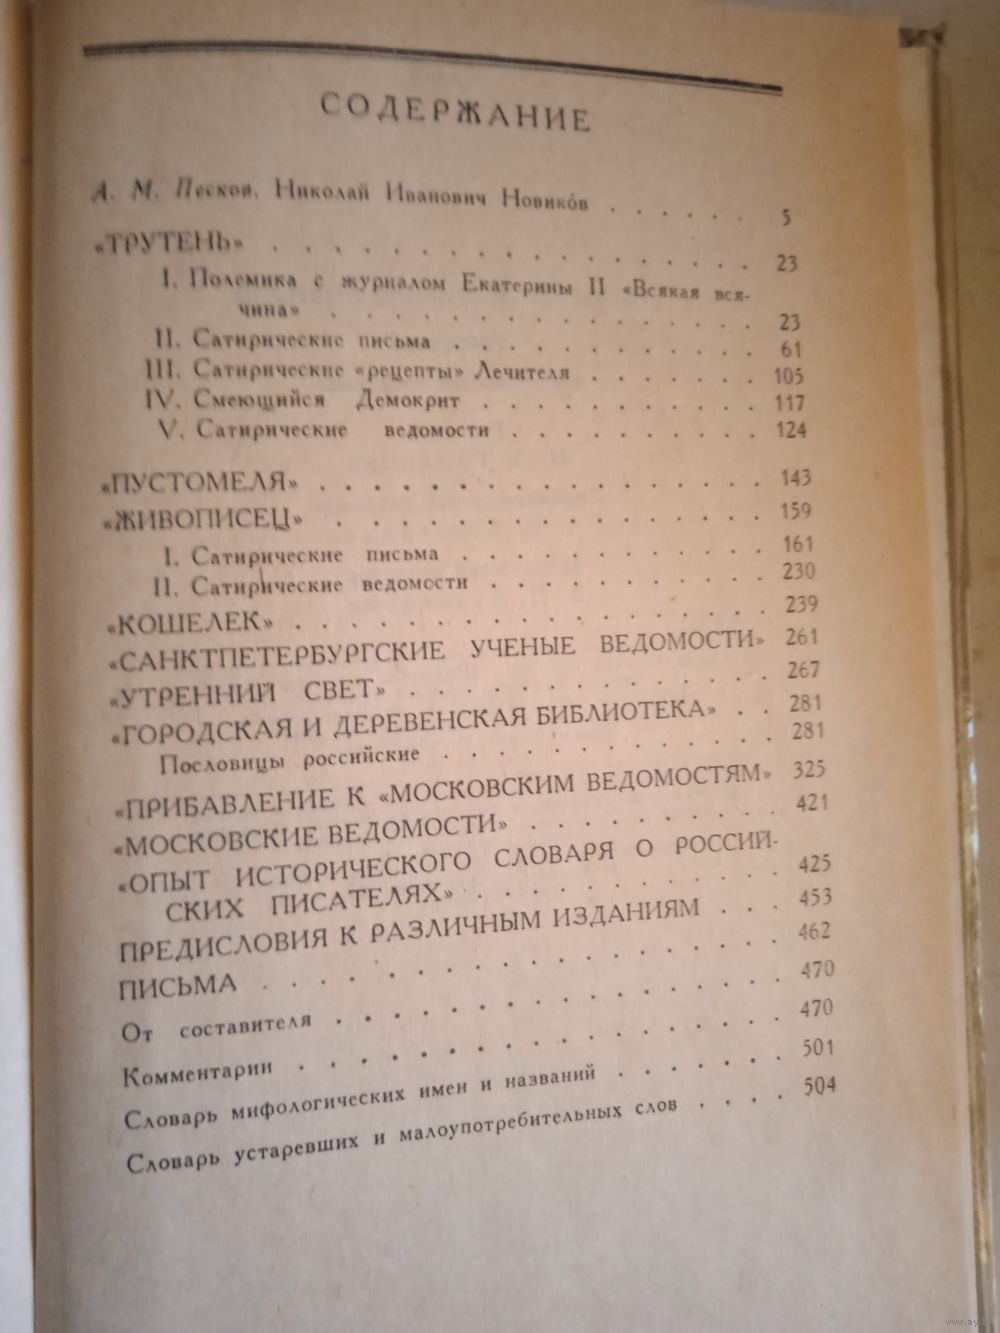 СОДЕРЖАНИЕ
А. М. Песков. Николай Иванович Новико́в . . . . . . 5
«ТРУТЕНЬ» . . . . . . . . . . . . . . . . . 23
I. Полемика с журналом Екатерины II «Всякая вся-
чина» . . . . . . . . . . . . . . . 23
II. Сатирические письма . . . . . . . . . . . 61
III. Сатирические «рецепты» Лечителя . . . . . . 105
IV. Смеющийся Демокрит . . . . . . . . . . 117
V. Сатирические ведомости . . . . . . . . . 124
«ПУСТОМЕЛЯ» . . . . . . . . . . . . . . . . 143
«ЖИВОПИСЕЦ» . . . . . . . . . . . . . . . 159
I. Сатирические письма . . . . . . . . . . . 161
II. Сатирические ведомости . . . . . . . . . . 230
«КОШЕЛЕК» . . . . . . . . . . . . . . . . . 239
«САНКТПЕТЕРБУРГСКИЕ УЧЕНЫЕ ВЕДОМОСТИ» 261
«УТРЕННИЙ СВЕТ» . . . . . . . . . . . . . 267
«ГОРОДСКАЯ И ДЕРЕВЕНСКАЯ БИБЛИОТЕКА» . . 281
Пословицы российские . . . . . . . . . . . . 281
«ПРИБАВЛЕНИЕ К «МОСКОВСКИМ ВЕДОМОСТЯМ» 325
«МОСКОВСКИЕ ВЕДОМОСТИ» . . . . . . . . . 421
«ОПЫТ ИСТОРИЧЕСКОГО СЛОВАРЯ О РОССИЙ-
СКИХ ПИСАТЕЛЯХ» . . . . . . . . . . . 425
ПРЕДИСЛОВИЯ К РАЗЛИЧНЫМ ИЗДАНИЯМ . . . 453
ПИСЬМА . . . . . . . . . . . . . . . . . . 462
От составителя . . . . . . . . . . . . . . . . 470
Комментарии . . . . . . . . . . . . . . . . . 470
Словарь мифологических имен и названий . . . . . . 501
Словарь устаревших и малоупотребительных слов . . . . 504